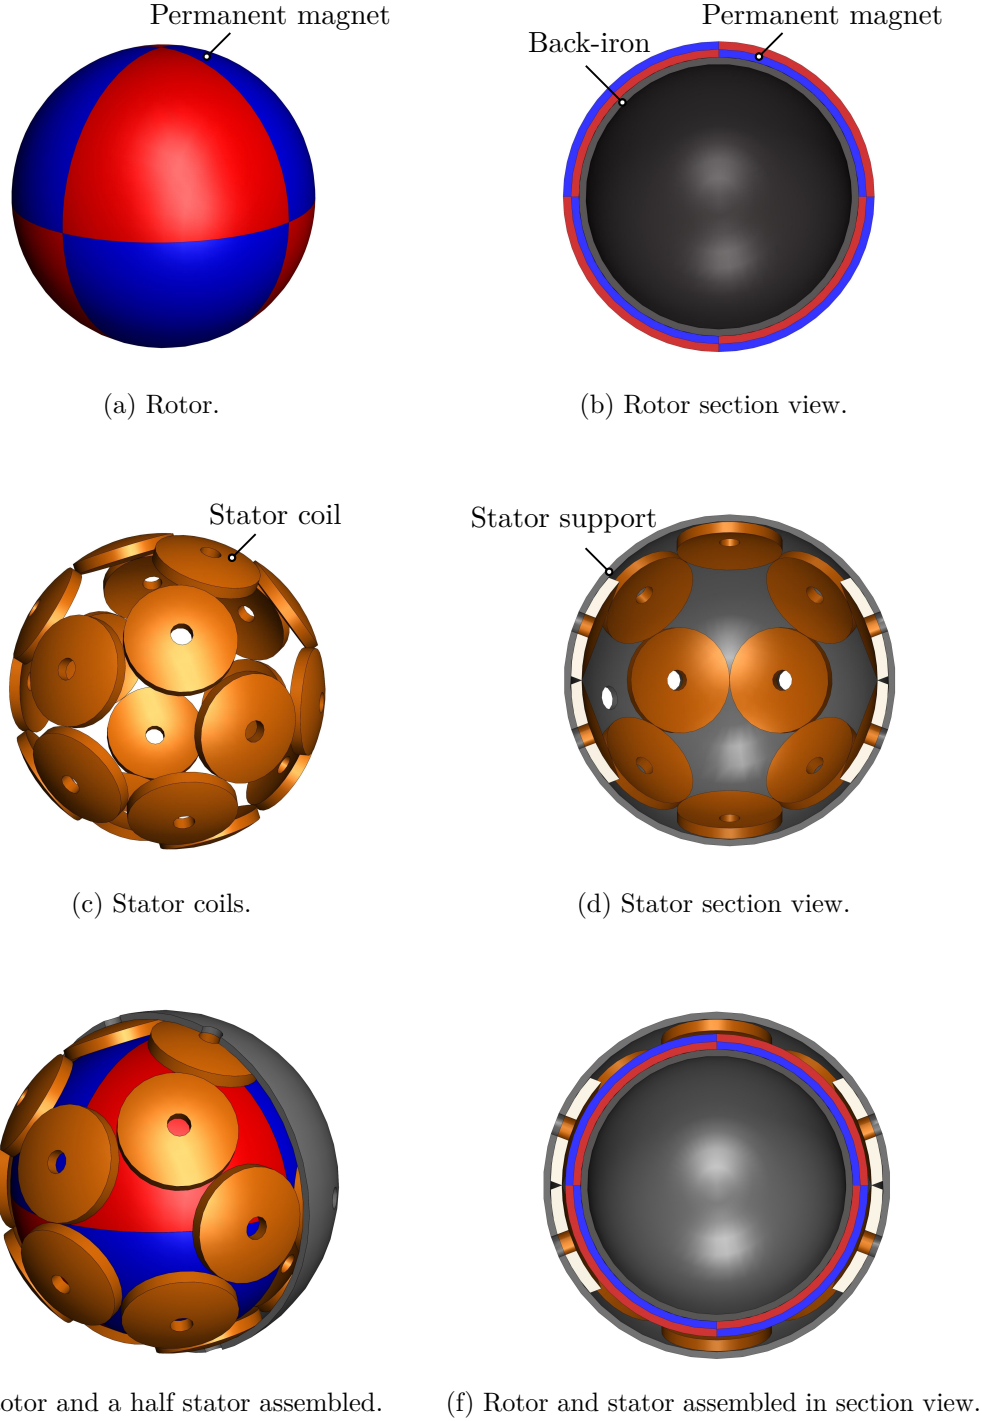 Permanent magnet
Permanent magnet
Back-iron
(a) Rotor.
(b) Rotor section view.
Stator coil
Stator support
(c) Stator coils.
(d) Stator section view.
otor and a half stator assembled.
(f) Rotor and stator assembled in section view.